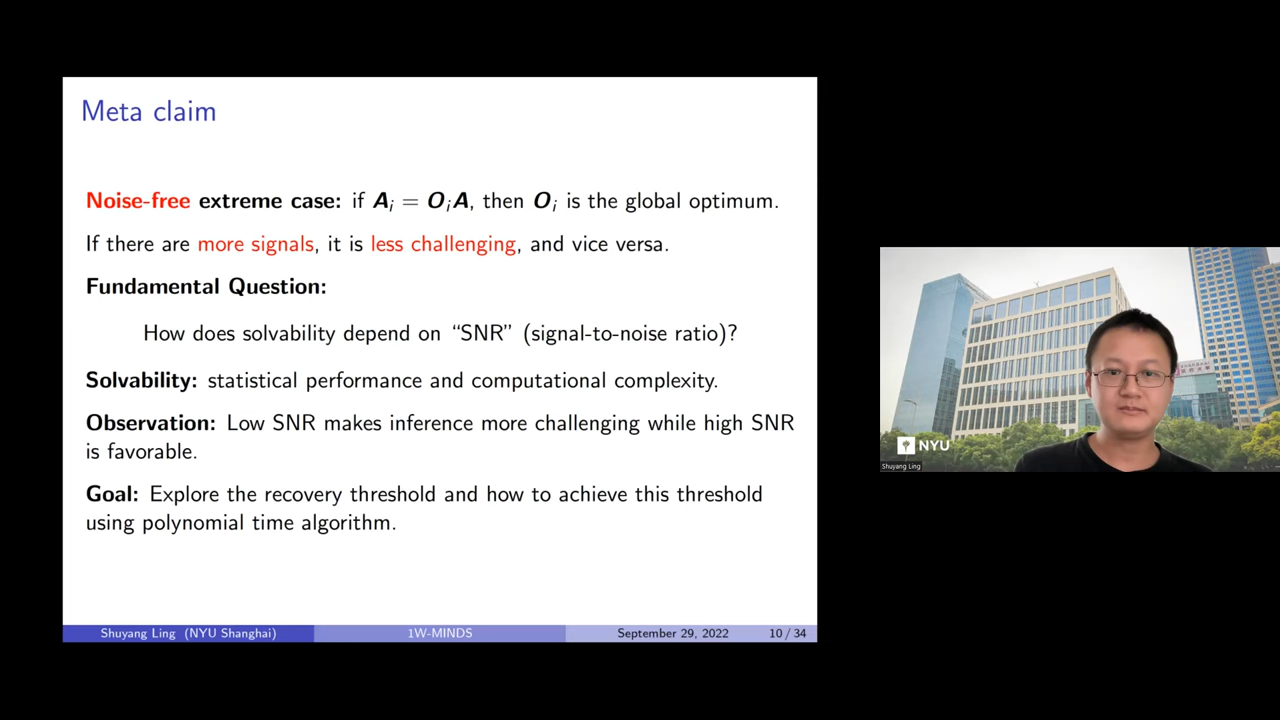 Meta claim
Noise-free extreme case: if Aᵢ = OᵢA, then Oᵢ is the global optimum.
If there are more signals, it is less challenging, and vice versa.
Fundamental Question:
How does solvability depend on “SNR” (signal-to-noise ratio)?
Solvability: statistical performance and computational complexity.
Observation: Low SNR makes inference more challenging while high SNR
is favorable.
Goal: Explore the recovery threshold and how to achieve this threshold
using polynomial time algorithm.
Shuyang Ling (NYU Shanghai) 1W-MINDS September 29, 2022 10 / 34
NYU
Shuyang Ling